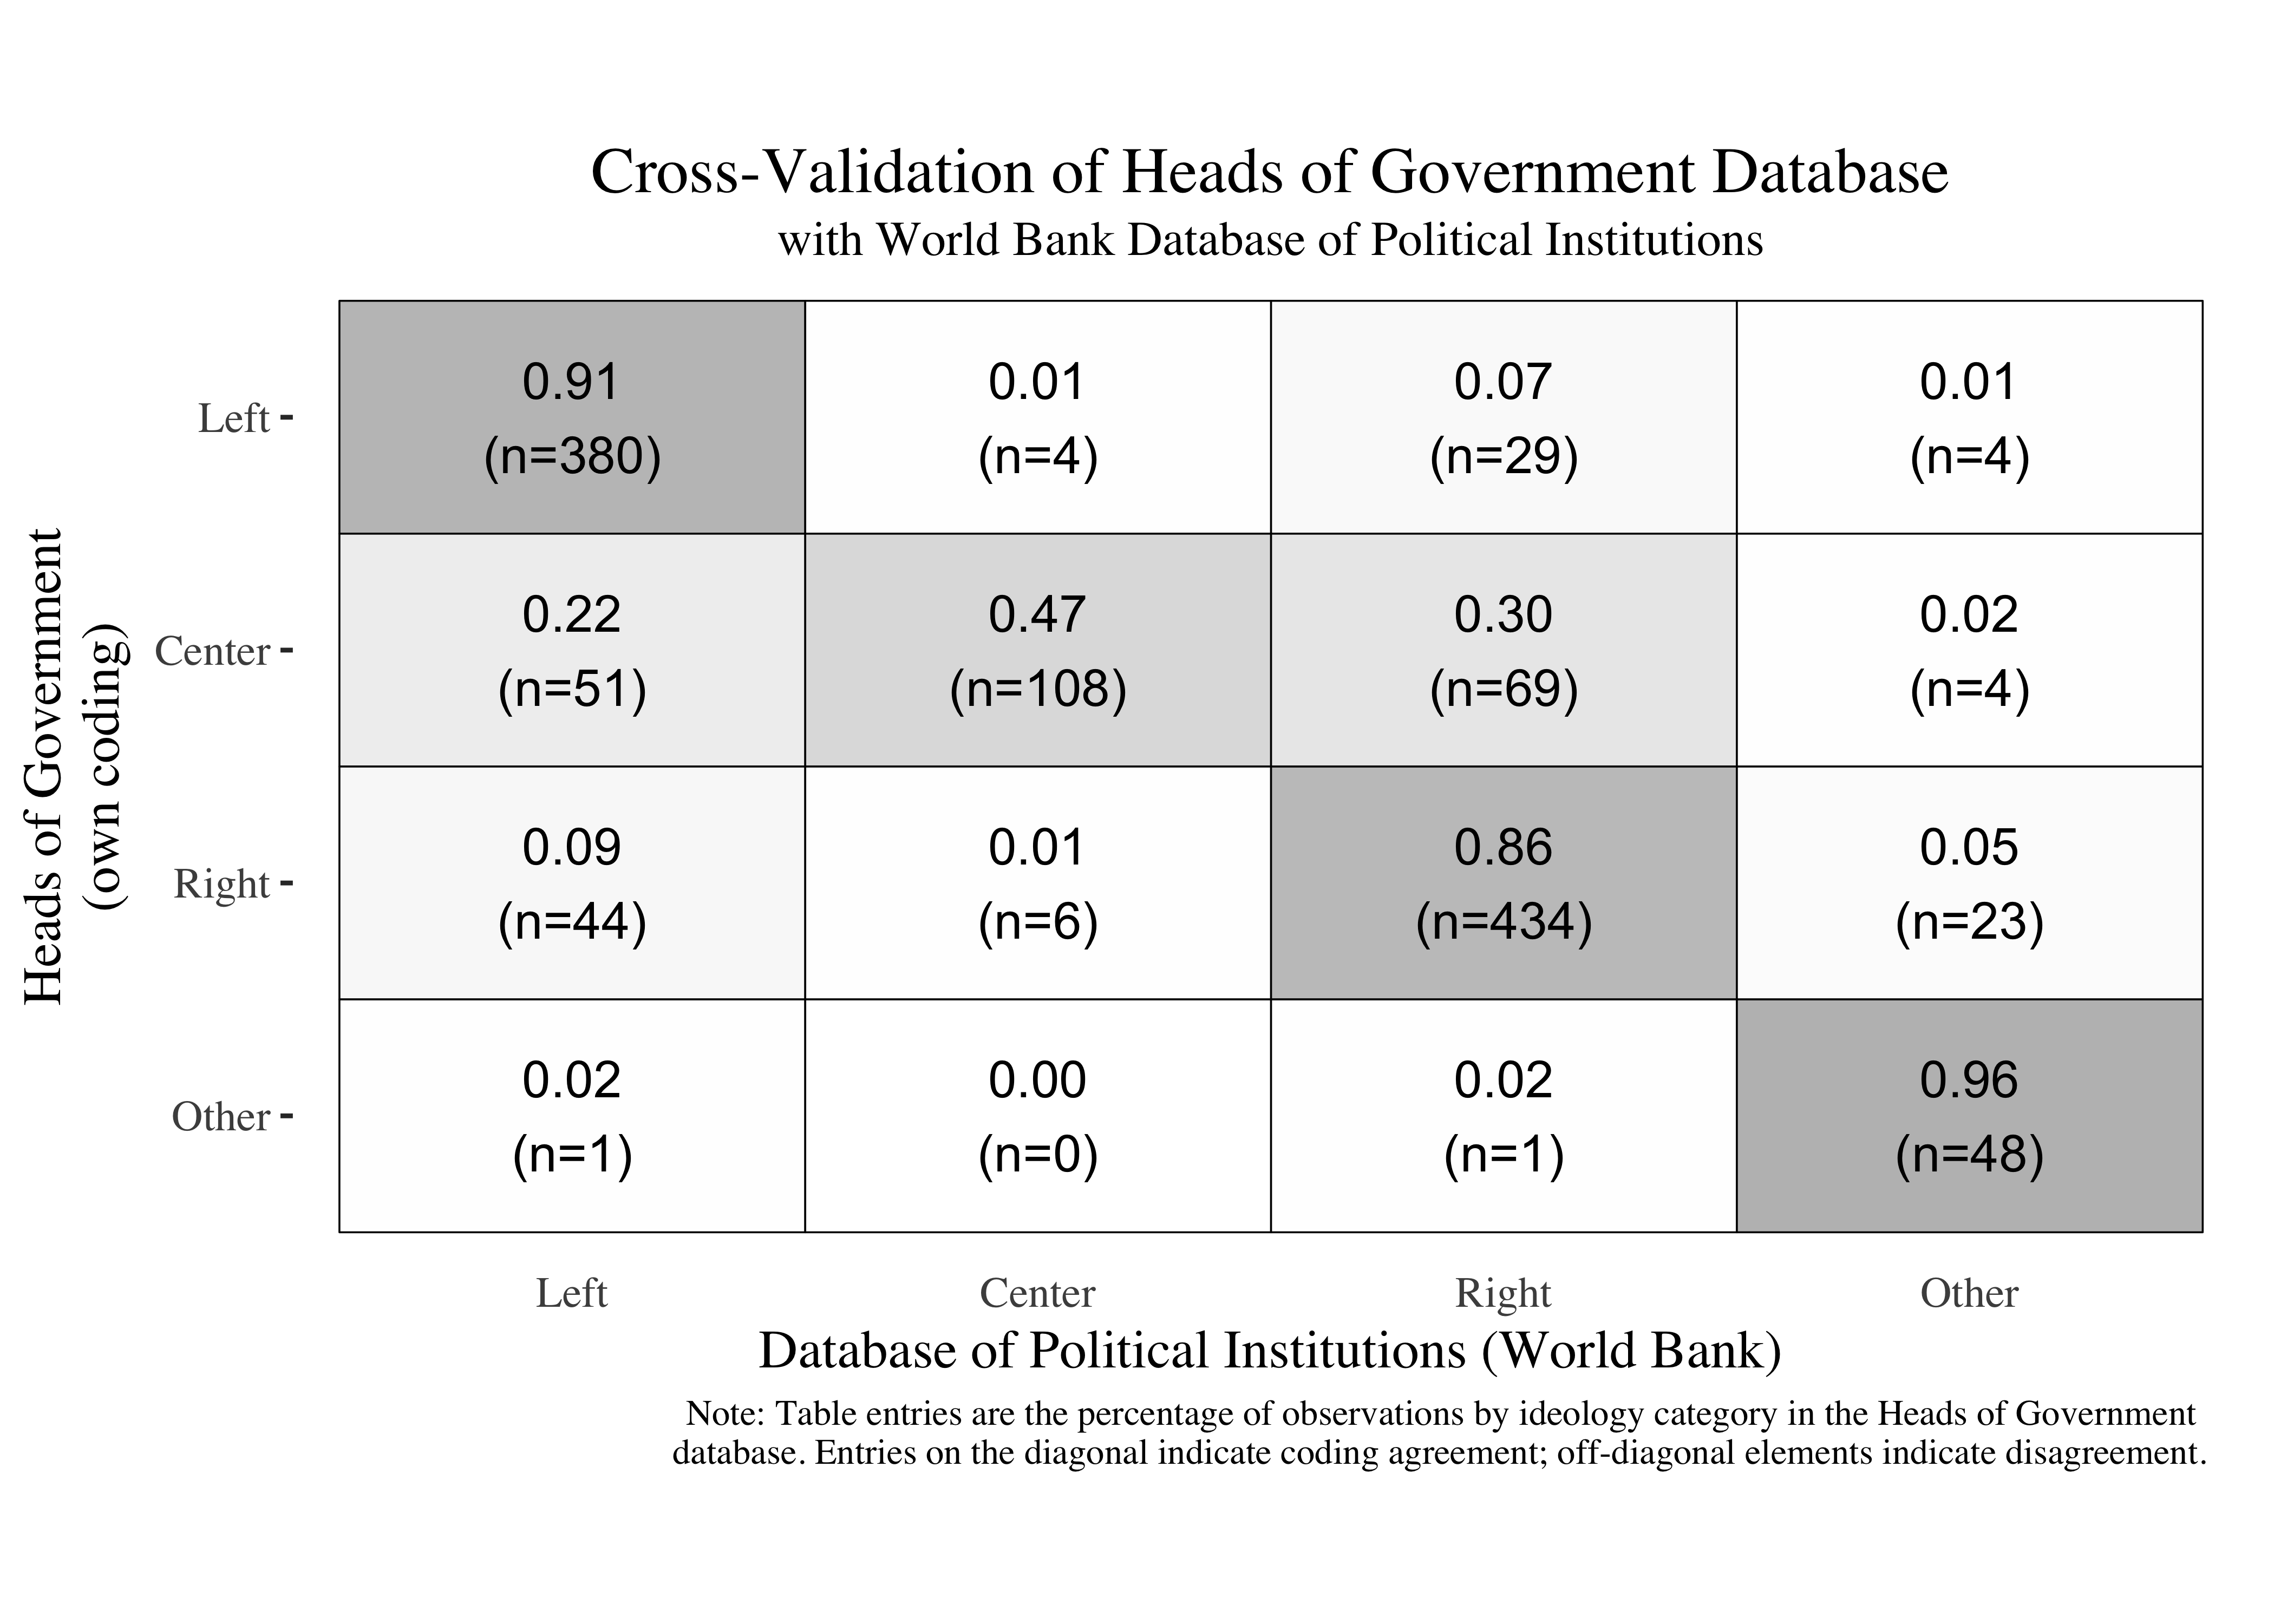 Cross-Validation of Heads of Government Database
with World Bank Database of Political Institutions
Heads of Government
(own coding)
Left
0.91
(n=380)
0.01
(n=4)
0.07
(n=29)
0.01
(n=4)
Center
0.22
(n=51)
0.47
(n=108)
0.30
(n=69)
0.02
(n=4)
Right
0.09
(n=44)
0.01
(n=6)
0.86
(n=434)
0.05
(n=23)
Other
0.02
(n=1)
0.00
(n=0)
0.02
(n=1)
0.96
(n=48)
Left
Center
Right
Other
Database of Political Institutions (World Bank)
Note: Table entries are the percentage of observations by ideology category in the Heads of Government
database. Entries on the diagonal indicate coding agreement; off-diagonal elements indicate disagreement.